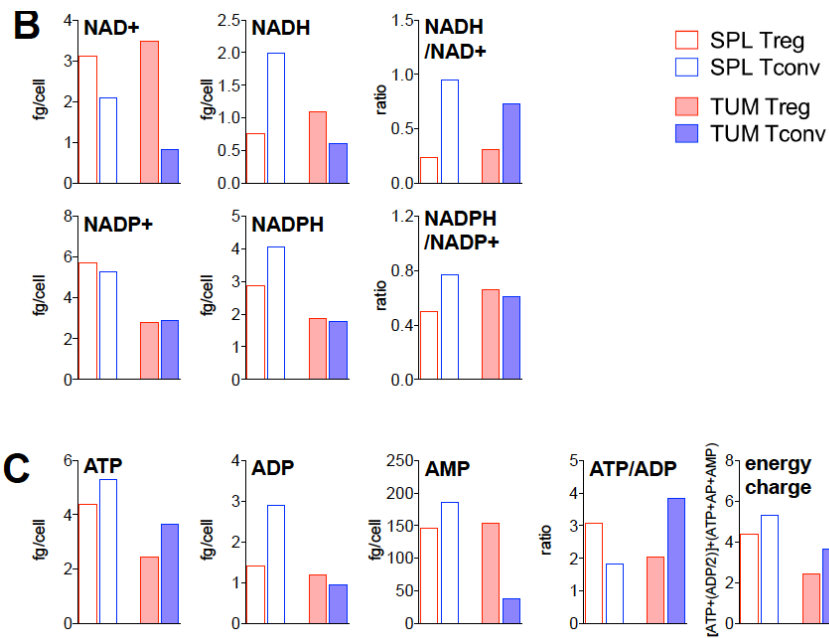 B
NAD+
fg/cell
4
3
2
1
0
NADH
fg/cell
2.5
2.0
1.5
1.0
0.5
0.0
NADH
/NAD+
ratio
1.5
1.0
0.5
0.0
SPL Treg
SPL Tconv
TUM Treg
TUM Tconv
NADP+
fg/cell
8
6
4
2
0
NADPH
fg/cell
5
4
3
2
1
0
NADPH
/NADP+
ratio
1.2
0.8
0.4
0.0
C
ATP
fg/cell
6
4
2
0
ADP
fg/cell
4
3
2
1
0
AMP
fg/cell
250
200
150
100
50
0
ATP/ADP
ratio
5
4
3
2
1
0
energy
charge
[ATP+(ADP/2)]+(ATP+AP+AMP)
8
6
4
2
0